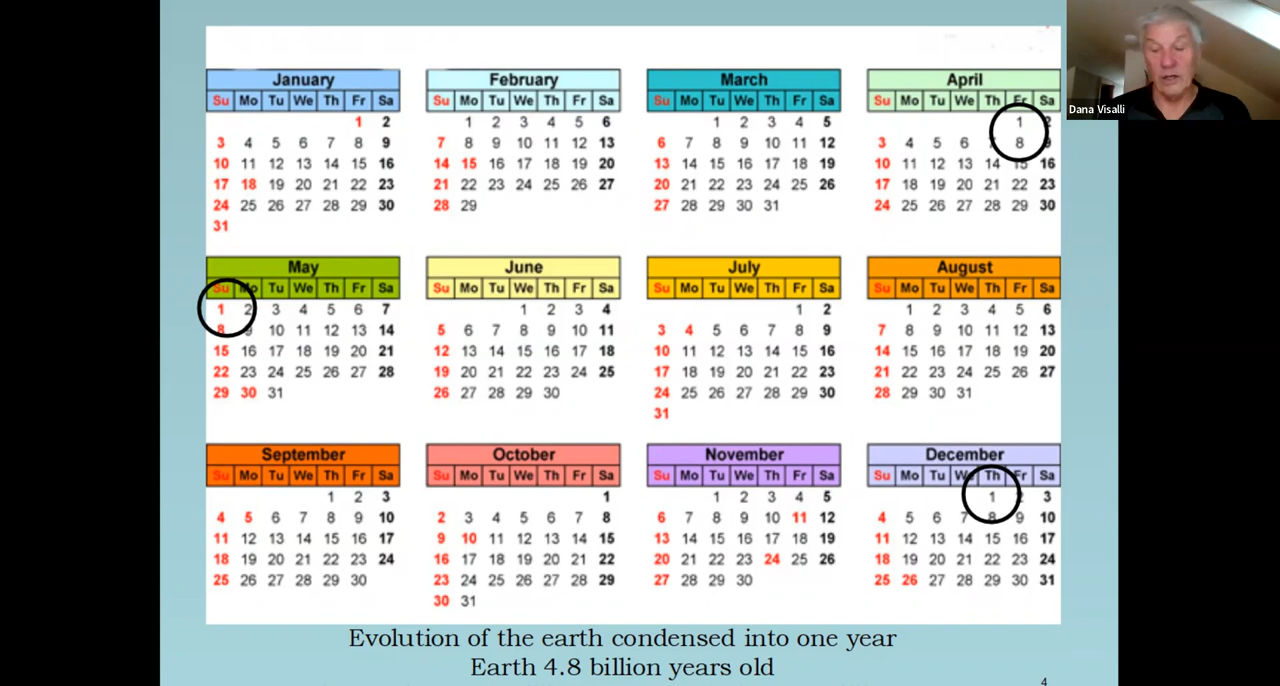 Dana Visalli
January
Su Mo Tu We Th Fr Sa
1 2
3 4 5 6 7 8 9
10 11 12 13 14 15 16
17 18 19 20 21 22 23
24 25 26 27 28 29 30
31
February
Su Mo Tu We Th Fr Sa
1 2 3 4 5 6
7 8 9 10 11 12 13
14 15 16 17 18 19 20
21 22 23 24 25 26 27
28 29
March
Su Mo Tu We Th Fr Sa
1 2 3 4 5
6 7 8 9 10 11 12
13 14 15 16 17 18 19
20 21 22 23 24 25 26
27 28 29 30 31
April
Su Mo Tu We Th Fr Sa
1 2
3 4 5 6 8 9
10 11 12 13 14 15 16
17 18 19 20 21 22 23
24 25 26 27 28 29 30
May
Su Mo Tu We Th Fr Sa
1 2 3 4 5 6 7
8 9 10 11 12 13 14
15 16 17 18 19 20 21
22 23 24 25 26 27 28
29 30 31
June
Su Mo Tu We Th Fr Sa
1 2 3 4
5 6 7 8 9 10 11
12 13 14 15 16 17 18
19 20 21 22 23 24 25
26 27 28 29 30
July
Su Mo Tu We Th Fr Sa
1 2
3 4 5 6 7 8 9
10 11 12 13 14 15 16
17 18 19 20 21 22 23
24 25 26 27 28 29 30
31
August
Su Mo Tu We Th Fr Sa
1 2 3 4 5 6
7 8 9 10 11 12 13
14 15 16 17 18 19 20
21 22 23 24 25 26 27
28 29 30 31
September
Su Mo Tu We Th Fr Sa
1 2 3
4 5 6 7 8 9 10
11 12 13 14 15 16 17
18 19 20 21 22 23 24
25 26 27 28 29 30
October
Su Mo Tu We Th Fr Sa
1
2 3 4 5 6 7 8
9 10 11 12 13 14 15
16 17 18 19 20 21 22
23 24 25 26 27 28 29
30 31
November
Su Mo Tu We Th Fr Sa
1 2 3 4 5
6 7 8 9 10 11 12
13 14 15 16 17 18 19
20 21 22 23 24 25 26
27 28 29 30
December
Su Mo Tu We Th Fr Sa
1 2 3
4 5 6 7 8 9 10
11 12 13 14 15 16 17
18 19 20 21 22 23 24
25 26 27 28 29 30 31
Evolution of the earth condensed into one year
Earth 4.8 billion years old
4